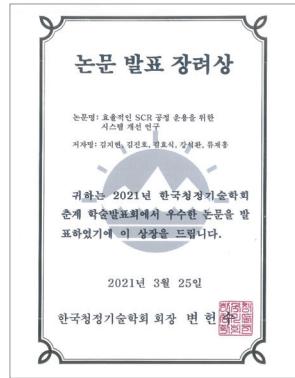 논문 발표 장려상
논문명: 효율적인 SCR 공정 운용을 위한
시스템 개선 연구
저자명: 김지현, 김진호, 김효식, 강석환, 류재홍
귀하는 2021년 한국청정기술학회
춘계 학술발표회에서 우수한 논문을 발
표하였기에 이 상장을 드립니다.
2021년 3월 25일
한국청정기술학회 회장 변 헌 수